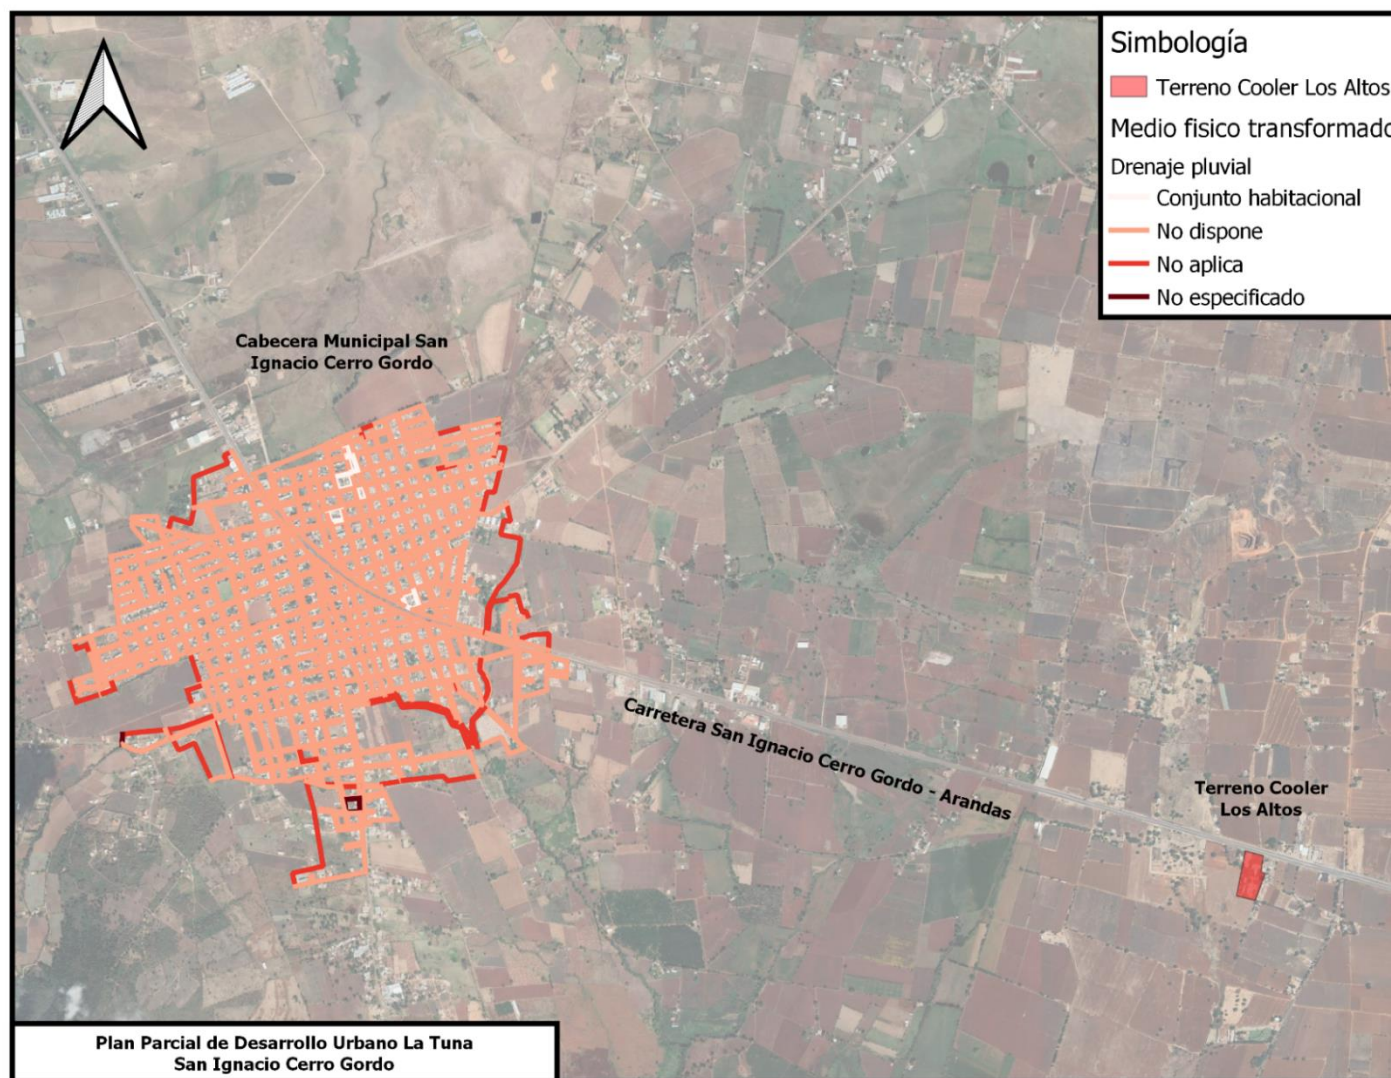 Simbología
Terreno Cooler Los Altos
Medio fisico transformado
Drenaje pluvial
Conjunto habitacional
No dispone
No aplica
No especificado
Cabecera Municipal San
Ignacio Cerro Gordo
Carretera San Ignacio Cerro Gordo - Arandas
Terreno Cooler
Los Altos
Plan Parcial de Desarrollo Urbano La Tuna
San Ignacio Cerro Gordo